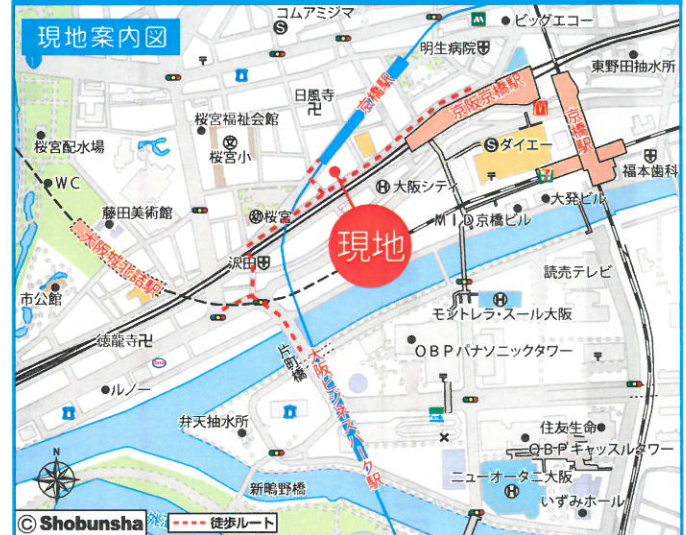 現地案内図
コムアミジマ
ビッグエコー
明生病院
東野田抽水所
京橋駅
京阪京橋駅
京橋駅
日風寺
桜宮福祉会館
桜宮小
桜宮配水場
WC
ダイエー
大阪シティ
福本歯科
藤田美術館
桜宮
大発ビル
MID京橋ビル
現地
大阪城北詰駅
沢田
読売テレビ
市公館
モントレラ・スール大阪
徳龍寺
片町橋
OBPパナソニックタワー
ルノー
大阪ビジネスパーク駅
弁天抽水所
住友生命
OBPキャッスルタワー
ニューオータニ大阪
新鴫野橋
いずみホール
N
© Shobunsha
徒歩ルート